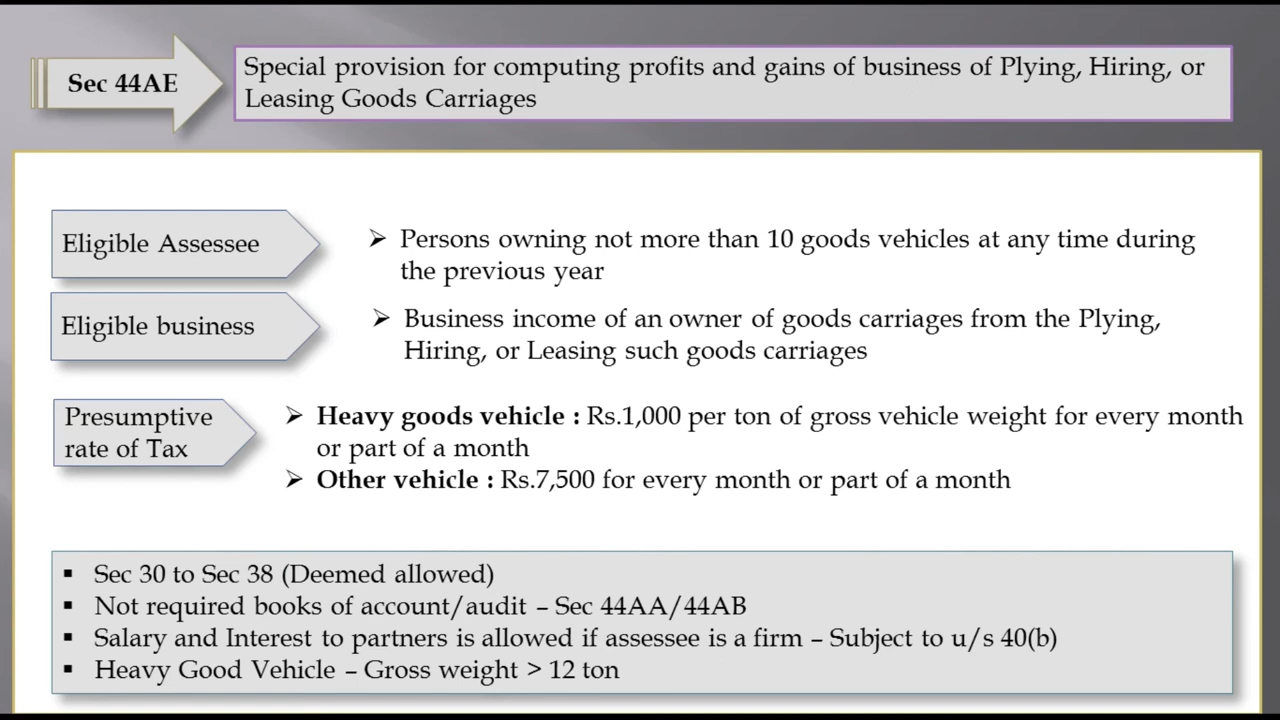 Sec 44AE
Special provision for computing profits and gains of business of Plying, Hiring, or
Leasing Goods Carriages
Eligible Assessee
➢ Persons owning not more than 10 goods vehicles at any time during
the previous year
Eligible business
➢ Business income of an owner of goods carriages from the Plying,
Hiring, or Leasing such goods carriages
Presumptive
rate of Tax
➢ Heavy goods vehicle : Rs.1,000 per ton of gross vehicle weight for every month
or part of a month
➢ Other vehicle : Rs.7,500 for every month or part of a month
▪ Sec 30 to Sec 38 (Deemed allowed)
▪ Not required books of account/audit – Sec 44AA/44AB
▪ Salary and Interest to partners is allowed if assessee is a firm – Subject to u/s 40(b)
▪ Heavy Good Vehicle – Gross weight > 12 ton